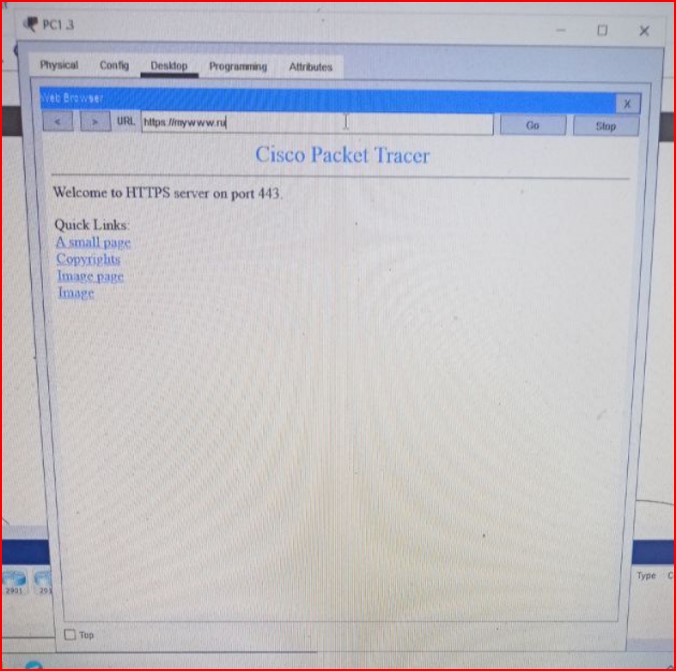 PC1.3
Physical Config Desktop Programming Attributes
Web Browser
X
< > URL https://mywww.ru Go Stop
Cisco Packet Tracer
Welcome to HTTPS server on port 443.
Quick Links:
A small page
Copyrights
Image page
Image
2901
Type
Top